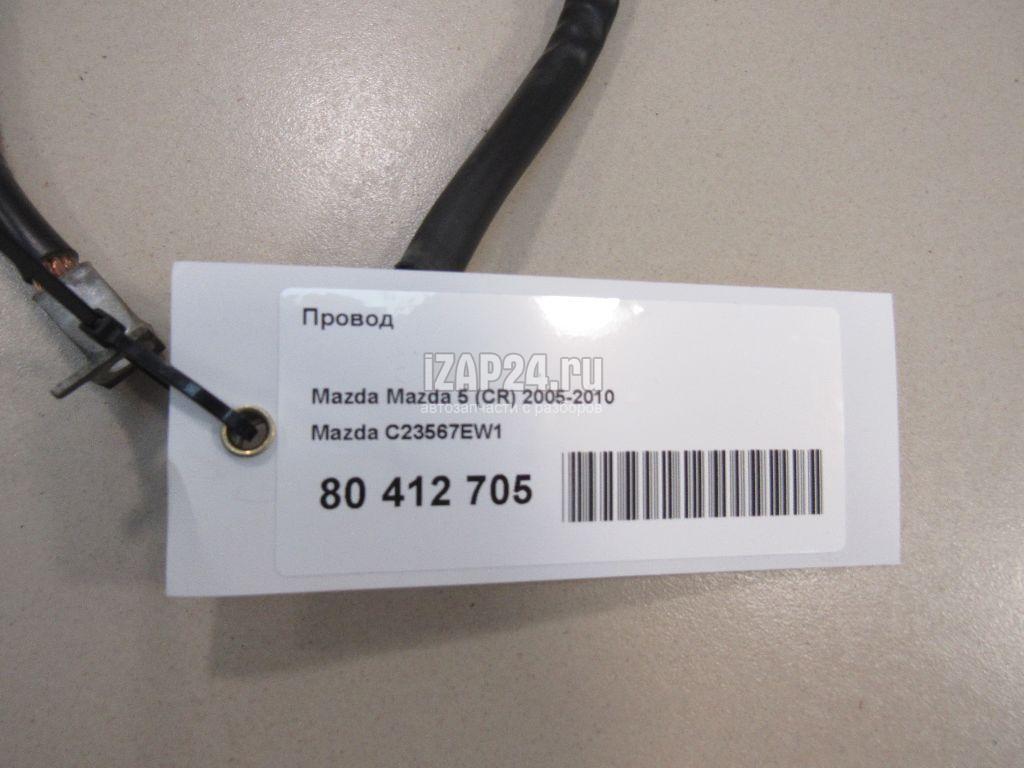 Провод
iZAP24.ru
Mazda Mazda 5 (CR) 2005-2010
автозапчасти с разборов
Mazda C23567EW1
80 412 705